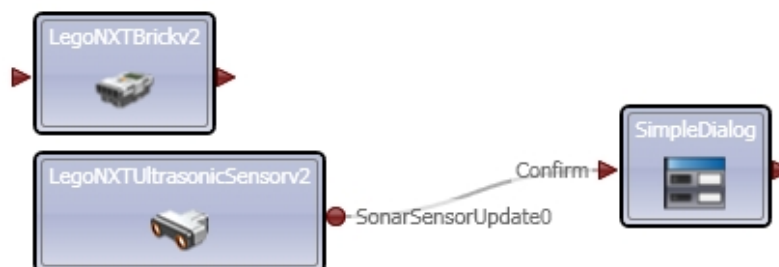 LegoNXTBrickv2
LegoNXTUltrasonicSensorv2
SonarSensorUpdate0
Confirm
SimpleDialog